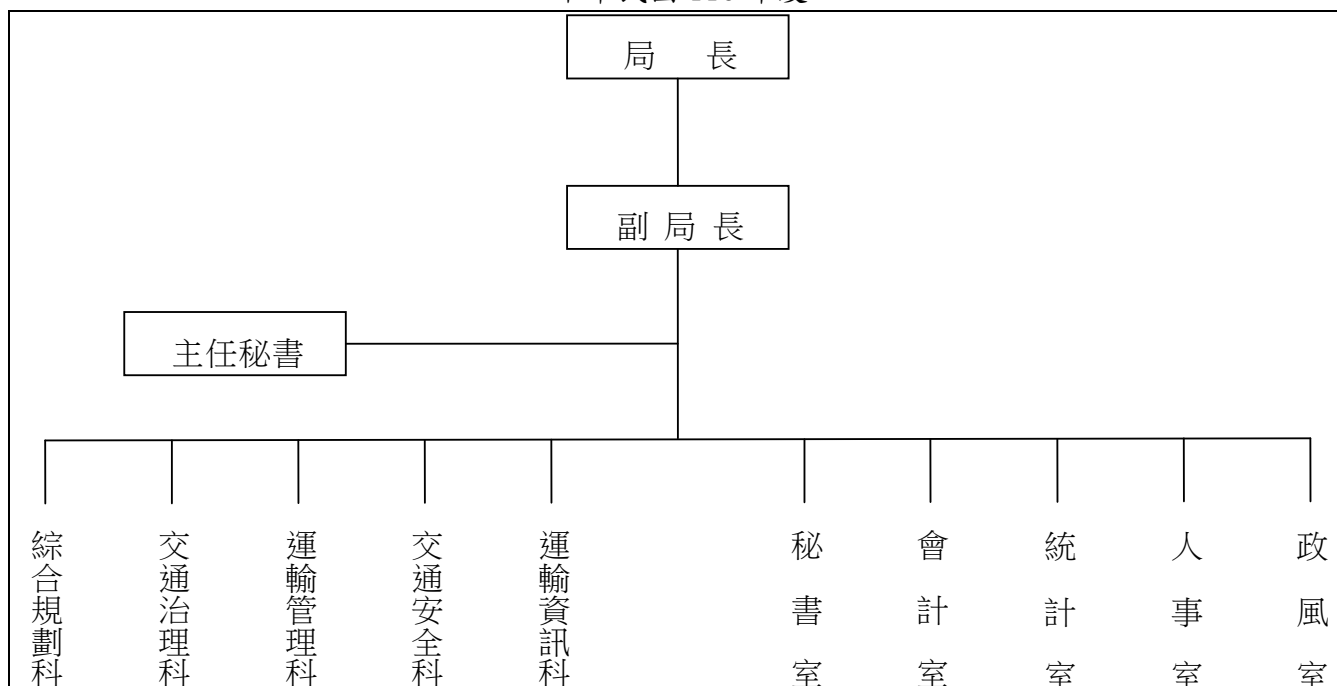 局長
副局長
主任秘書
綜合規劃科
交通治理科
運輸管理科
交通安全科
運輸資訊科
秘書室
會計室
統計室
人事室
政風室